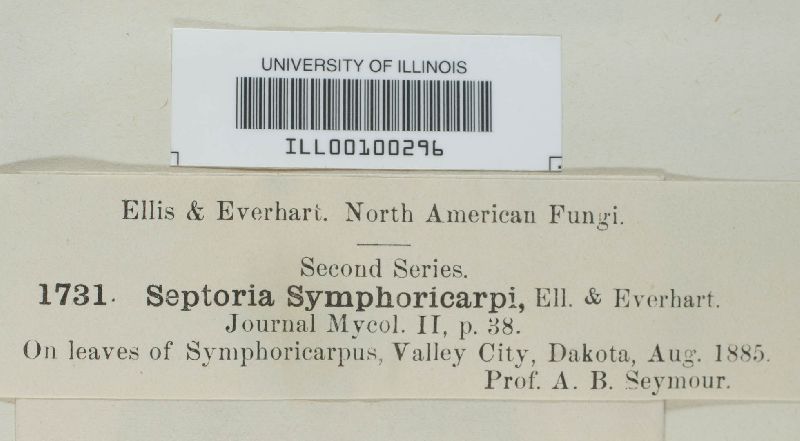 UNIVERSITY OF ILLINOIS
ILL00100296
Ellis & Everhart. North American Fungi.
Second Series.
1731. Septoria Symphoricarpi, Ell. & Everhart.
Journal Mycol. II, p. 38.
On leaves of Symphoricarpus, Valley City, Dakota, Aug. 1885.
Prof. A. B. Seymour.